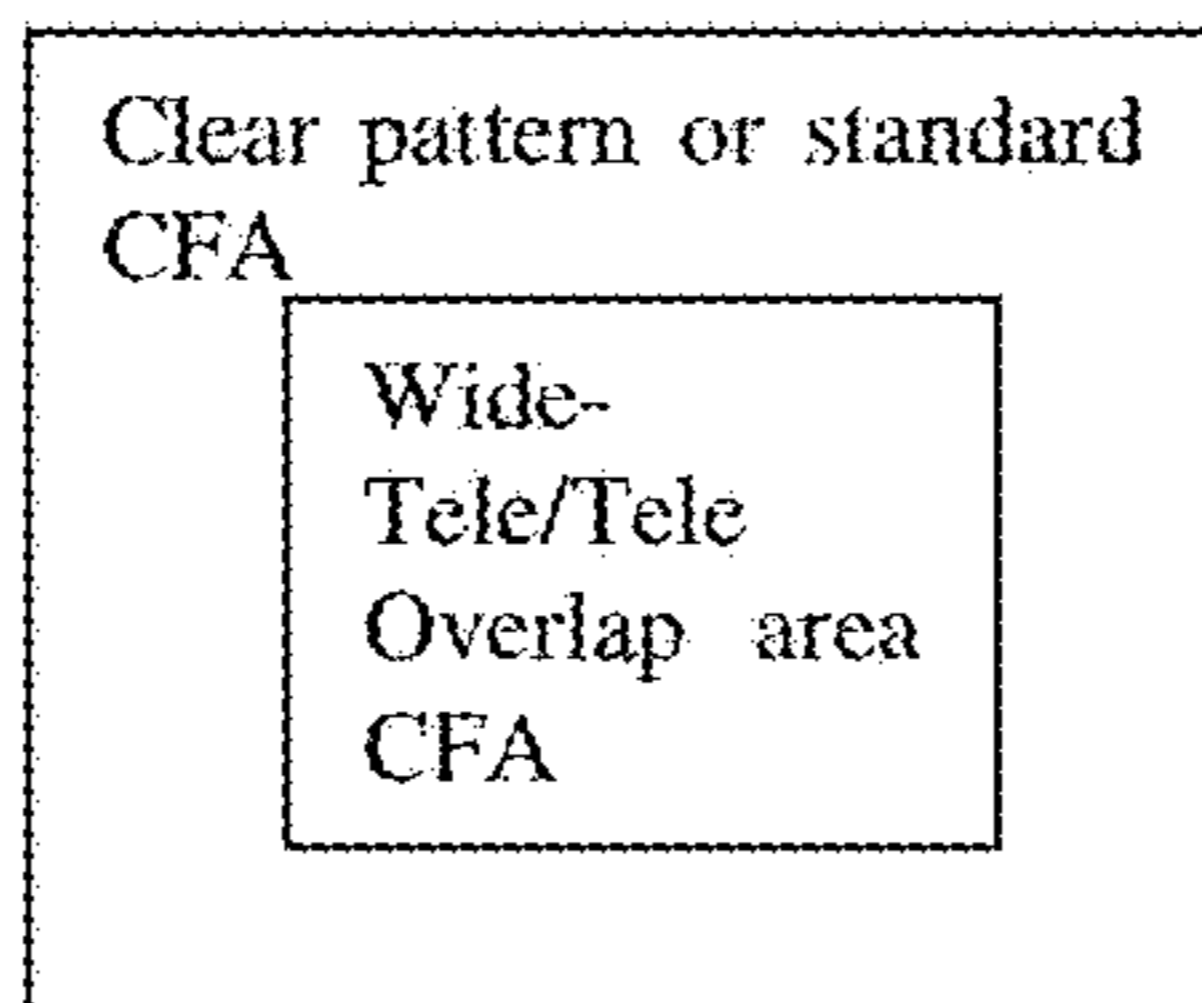 Clear pattern or standard
CFA
Wide-
Tele/Tele
Overlap area
CFA